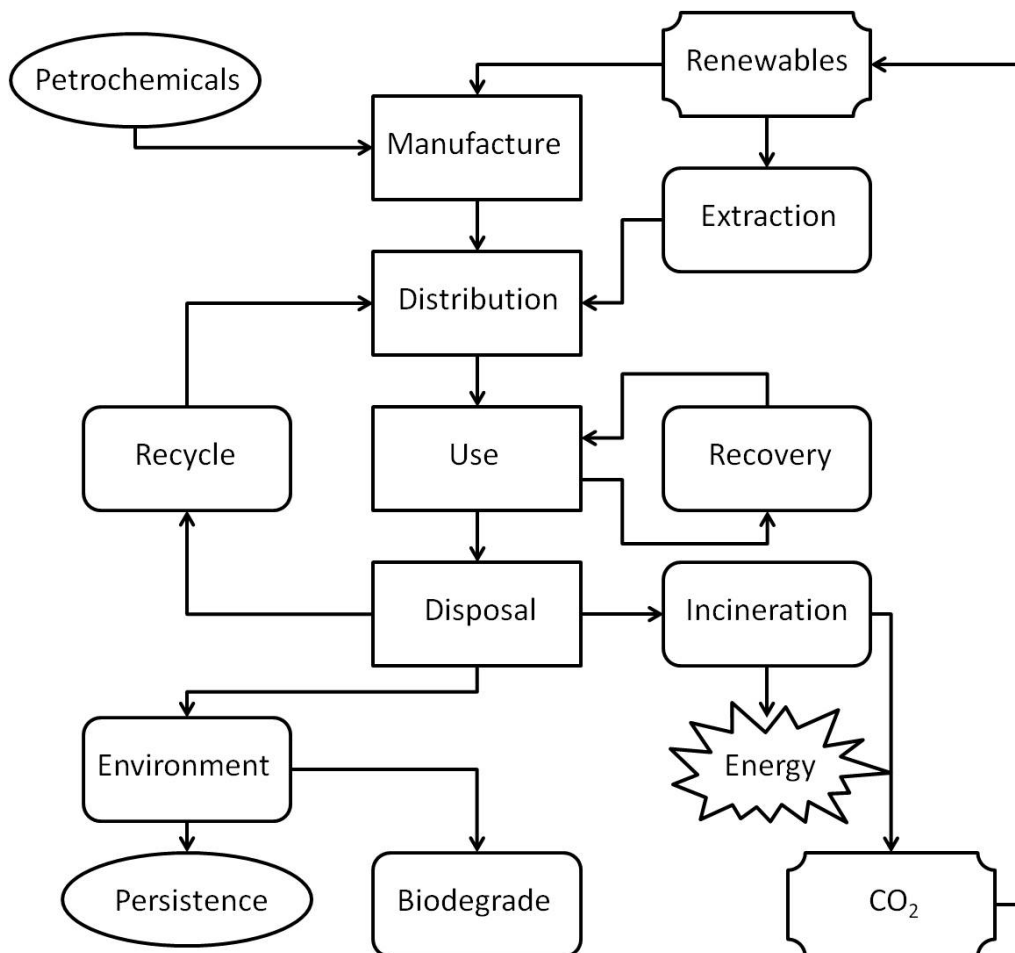 Petrochemicals
Renewables
Manufacture
Extraction
Distribution
Recycle
Use
Recovery
Disposal
Incineration
Environment
Energy
Persistence
Biodegrade
CO₂